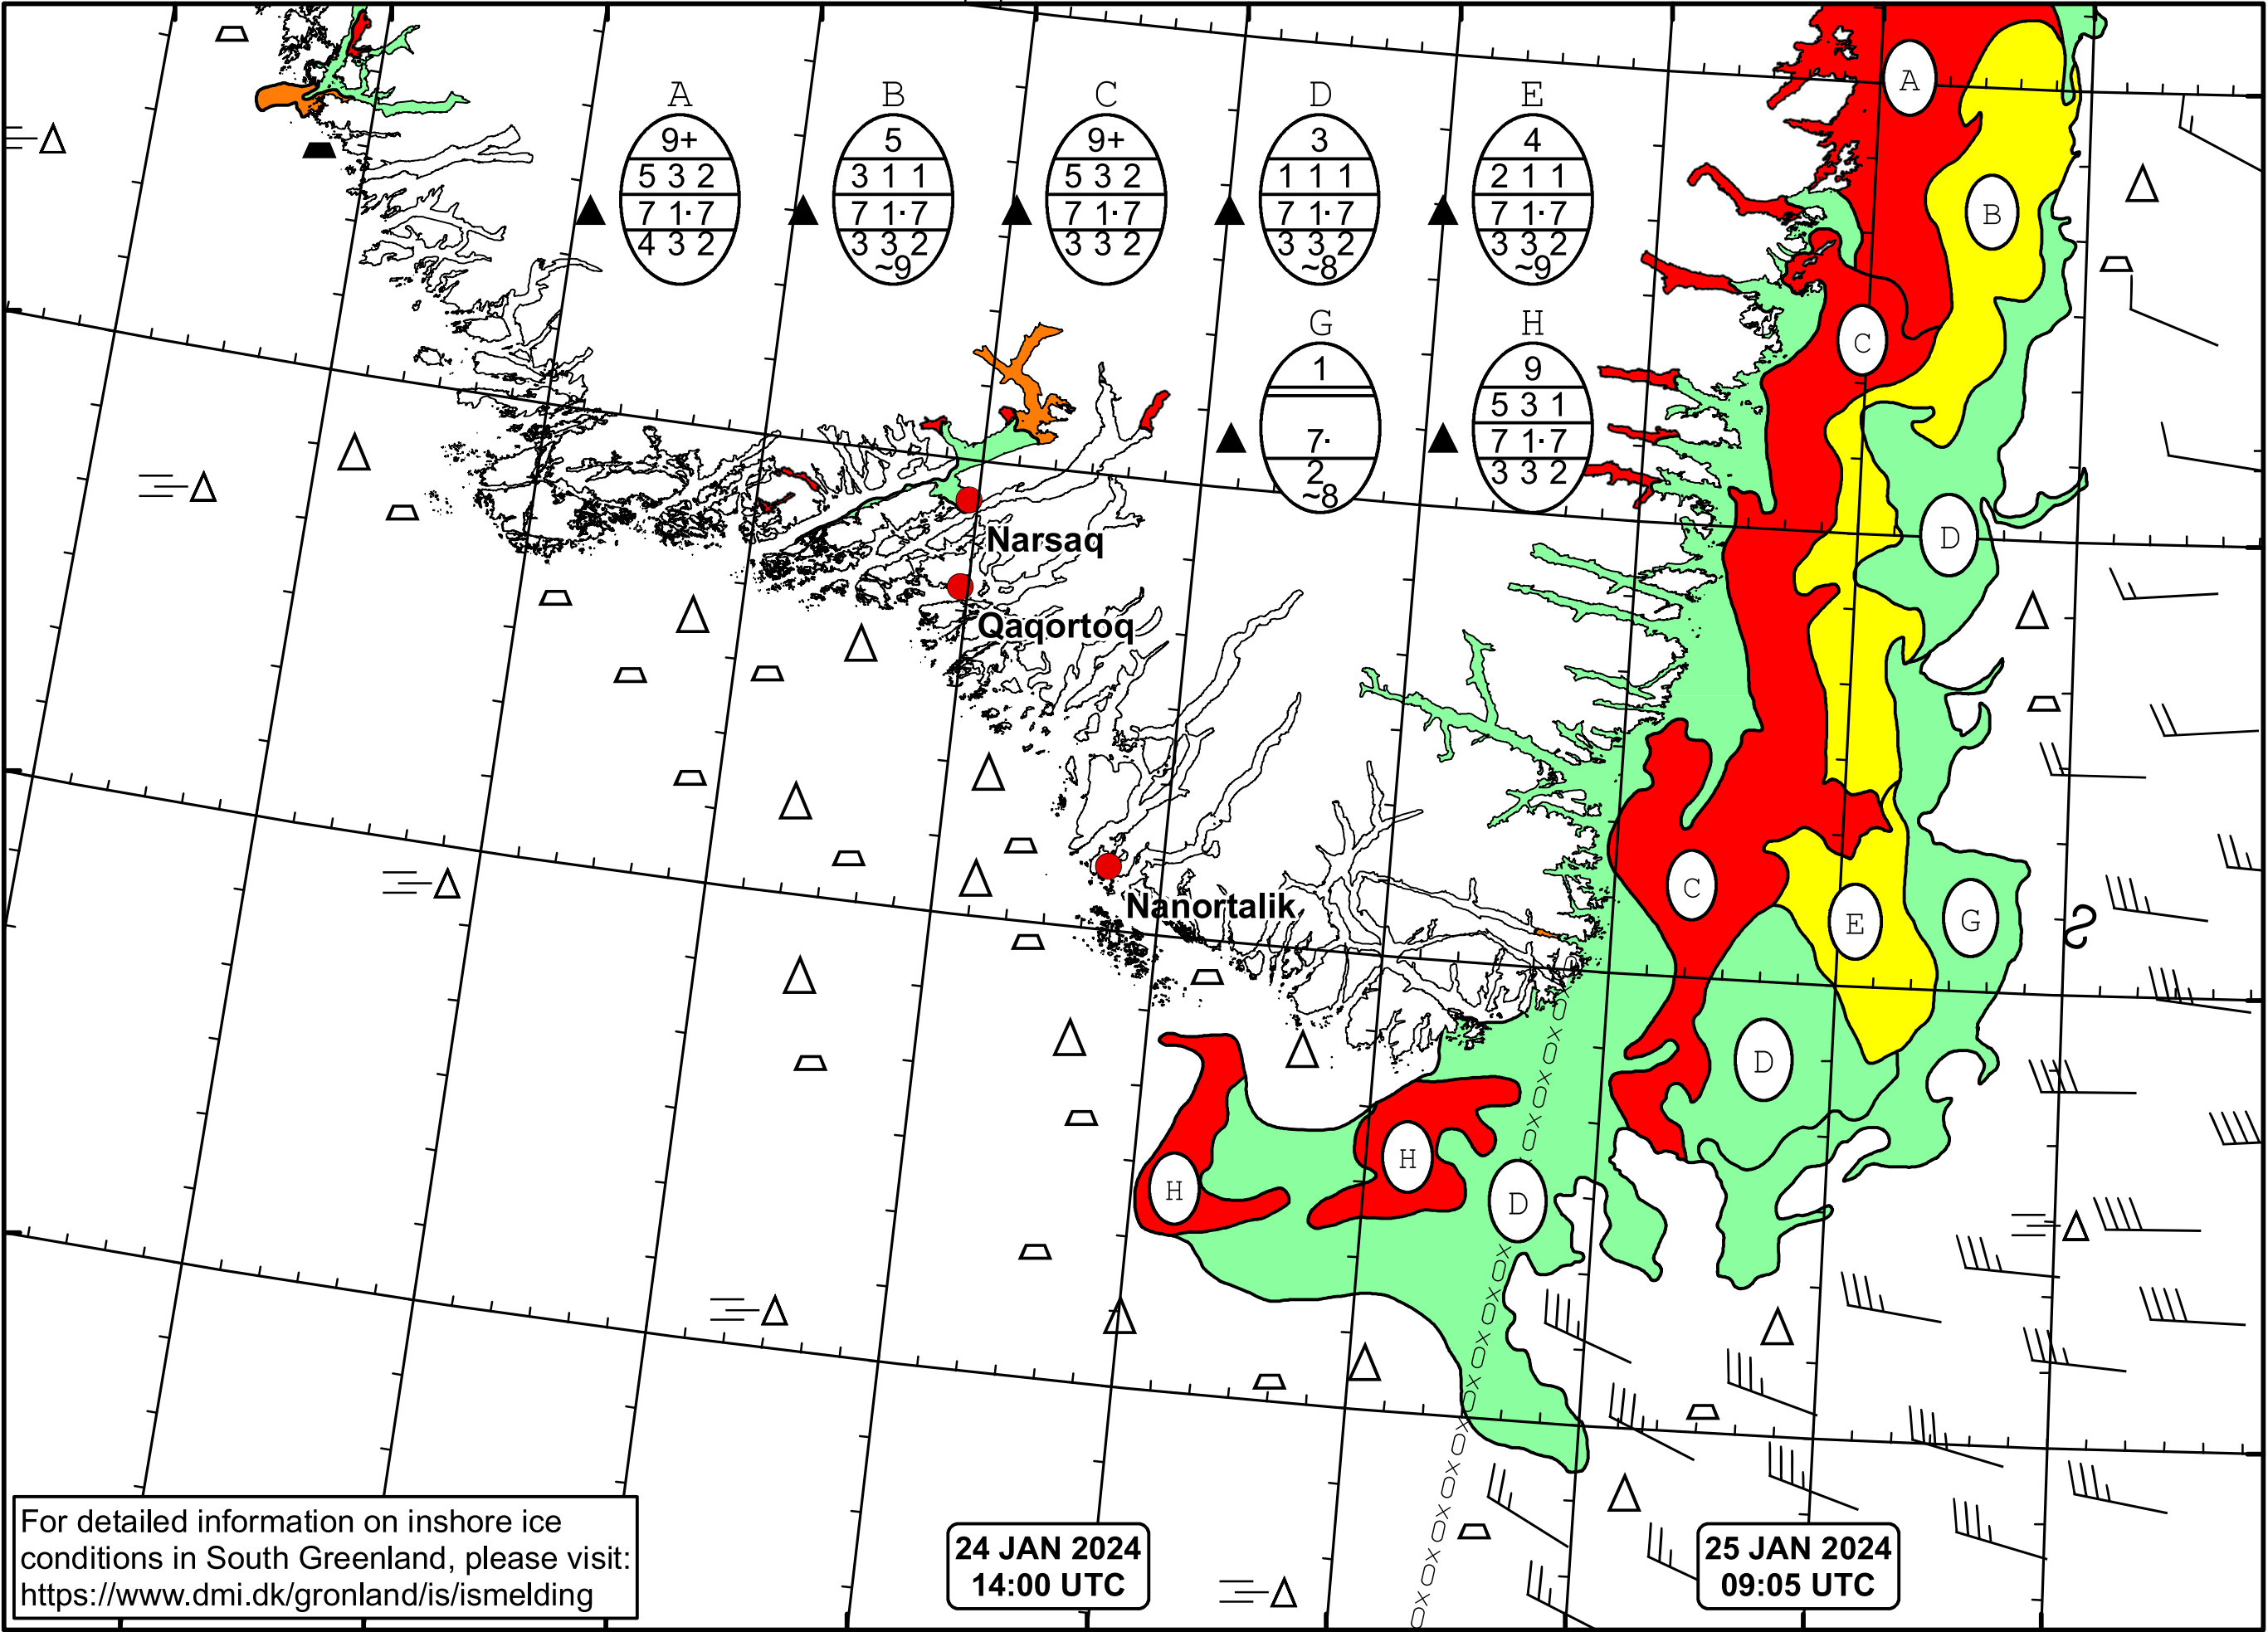 A B C D E
9+
5 3 2
7 1· 7
4 3 2
5
3 1 1
7 1· 7
3 3 2
~9
9+
5 3 2
7 1· 7
3 3 2
3
1 1 1
7 1· 7
3 3 2
~8
4
2 1 1
7 1· 7
3 3 2
~9
G H
1
7·
2
~8
9
5 3 1
7 1· 7
3 3 2
A
B
C
D
Narsaq
Qaqortoq
Nanortalik
C
E
G
D
H
H
D
For detailed information on inshore ice
conditions in South Greenland, please visit:
https://www.dmi.dk/gronland/is/ismelding
24 JAN 2024
14:00 UTC
25 JAN 2024
09:05 UTC